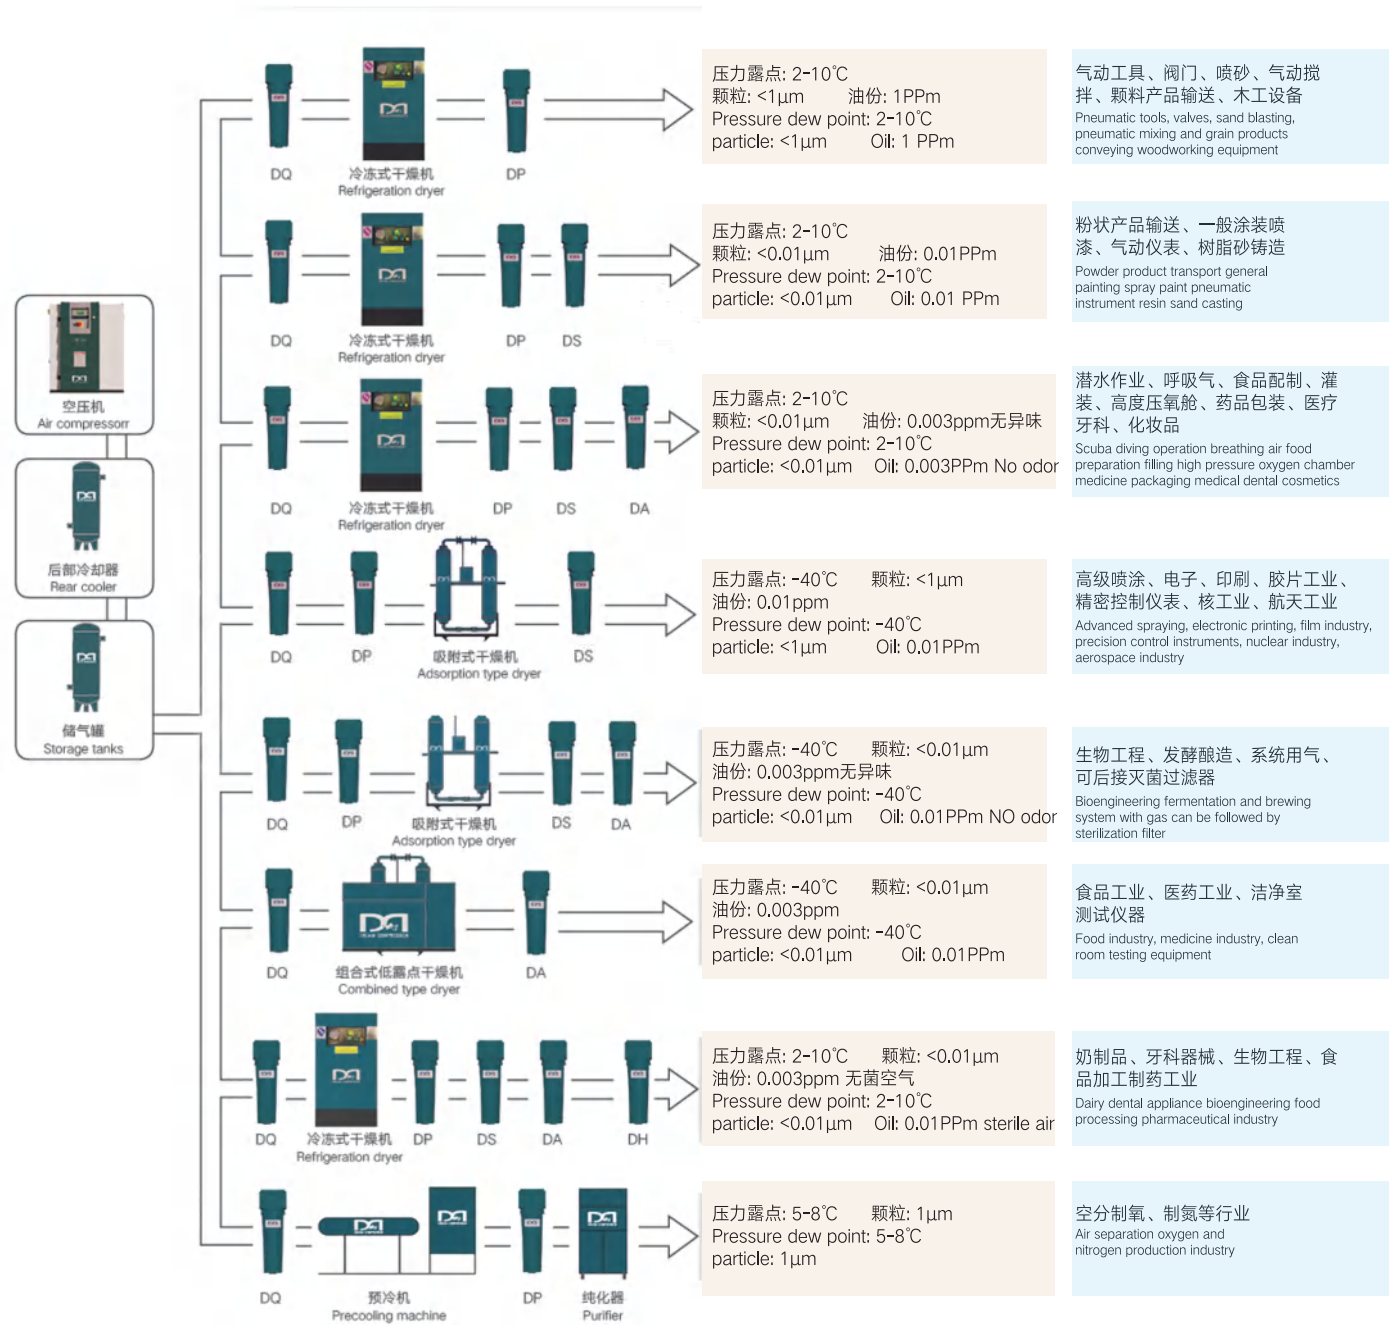 空压机
Air compressorr
后部冷却器
Rear cooler
储气罐
Storage tanks
DQ
冷冻式干燥机
Refrigeration dryer
DP
压力露点: 2-10℃
颗粒: <1μm 油份: 1PPm
Pressure dew point: 2-10℃
particle: <1μm Oil: 1 PPm
气动工具、阀门、喷砂、气动搅
拌、颗料产品输送、木工设备
Pneumatic tools, valves, sand blasting,
pneumatic mixing and grain products
conveying woodworking equipment
DQ
冷冻式干燥机
Refrigeration dryer
DP
DS
压力露点: 2-10℃
颗粒: <0.01μm 油份: 0.01PPm
Pressure dew point: 2-10℃
particle: <0.01μm Oil: 0.01 PPm
粉状产品输送、一般涂装喷
漆、气动仪表、树脂砂铸造
Powder product transport general
painting spray paint pneumatic
instrument resin sand casting
DQ
冷冻式干燥机
Refrigeration dryer
DP
DS
DA
压力露点: 2-10℃
颗粒: <0.01μm 油份: 0.003ppm无异味
Pressure dew point: 2-10℃
particle: <0.01μm Oil: 0.003PPm No odor
潜水作业、呼吸气、食品配制、灌
装、高度压氧舱、药品包装、医疗
牙科、化妆品
Scuba diving operation breathing air food
preparation filling high pressure oxygen chamber
medicine packaging medical dental cosmetics
DQ
DP
吸附式干燥机
Adsorption type dryer
DS
压力露点: -40℃ 颗粒: <1μm
油份: 0.01ppm
Pressure dew point: -40℃
particle: <1μm Oil: 0.01PPm
高级喷涂、电子、印刷、胶片工业、
精密控制仪表、核工业、航天工业
Advanced spraying, electronic printing, film industry,
precision control instruments, nuclear industry,
aerospace industry
DQ
DP
吸附式干燥机
Adsorption type dryer
DS
DA
压力露点: -40℃ 颗粒: <0.01μm
油份: 0.003ppm无异味
Pressure dew point: -40℃
particle: <0.01μm Oil: 0.01PPm NO odor
生物工程、发酵酿造、系统用气、
可后接灭菌过滤器
Bioengineering fermentation and brewing
system with gas can be followed by
sterilization filter
DQ
组合式低露点干燥机
Combined type dryer
DA
压力露点: -40℃ 颗粒: <0.01μm
油份: 0.003ppm
Pressure dew point: -40℃
particle: <0.01μm Oil: 0.01PPm
食品工业、医药工业、洁净室
测试仪器
Food industry, medicine industry, clean
room testing equipment
DQ
冷冻式干燥机
Refrigeration dryer
DP
DS
DA
DH
压力露点: 2-10℃ 颗粒: <0.01μm
油份: 0.003ppm 无菌空气
Pressure dew point: 2-10℃
particle: <0.01μm Oil: 0.01PPm sterile air
奶制品、牙科器械、生物工程、食
品加工制药工业
Dairy dental appliance bioengineering food
processing pharmaceutical industry
DQ
预冷机
Precooling machine
DP
纯化器
Purifier
压力露点: 5-8℃ 颗粒: 1μm
Pressure dew point: 5-8℃
particle: 1μm
空分制氧、制氮等行业
Air separation oxygen and
nitrogen production industry